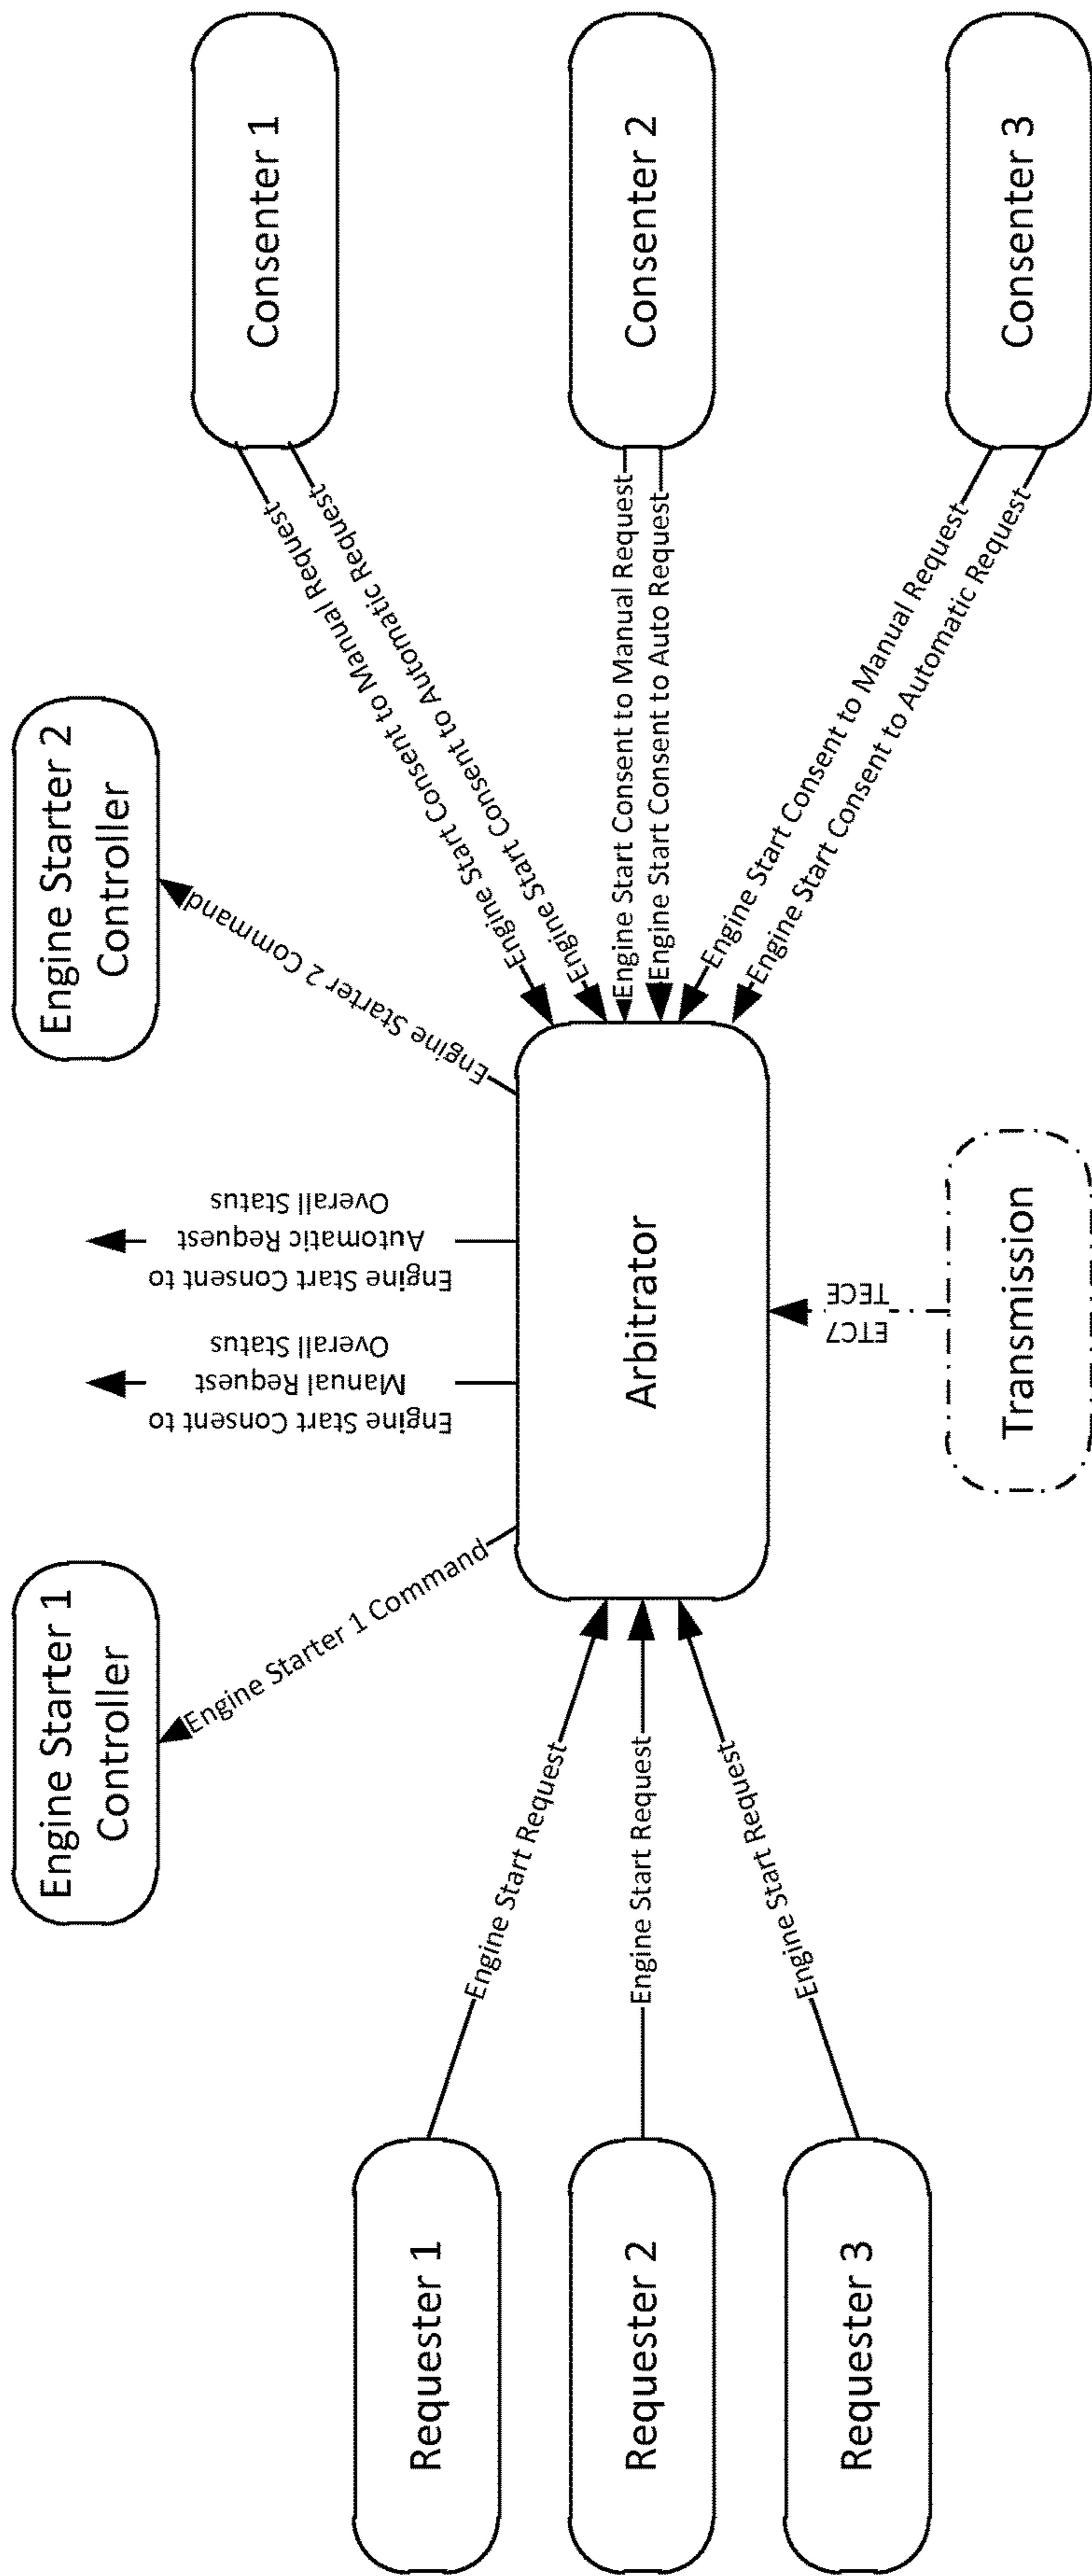 Engine Starter 1
Controller
Engine Starter 2
Controller
Engine Starter 1 Command
Engine Start Consent to
Manual Request
Overall Status
Engine Start Consent to
Automatic Request
Overall Status
Engine Starter 2 Command
Requester 1
Engine Start Request
Requester 2
Engine Start Request
Requester 3
Engine Start Request
Arbitrator
Engine Start Consent to Manual Request
Engine Start Consent to Automatic Request
Consenter 1
Engine Start Consent to Manual Request
Engine Start Consent to Auto Request
Consenter 2
Engine Start Consent to Manual Request
Engine Start Consent to Automatic Request
Consenter 3
ETC7
TECE
Transmission